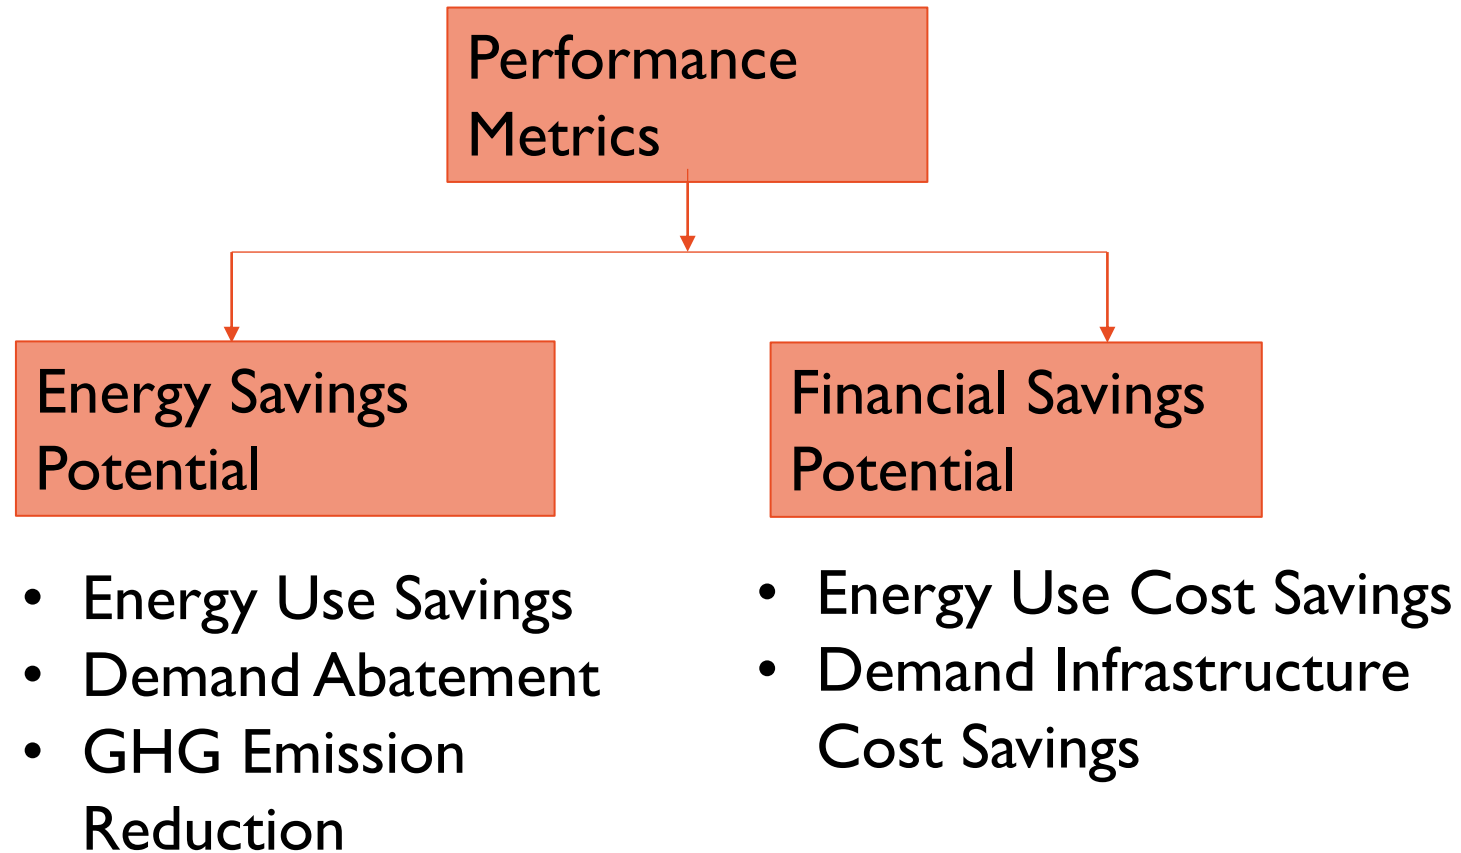 Performance
Metrics
Energy Savings
Potential
• Energy Use Savings
• Demand Abatement
• GHG Emission
Reduction
Financial Savings
Potential
• Energy Use Cost Savings
• Demand Infrastructure
Cost Savings